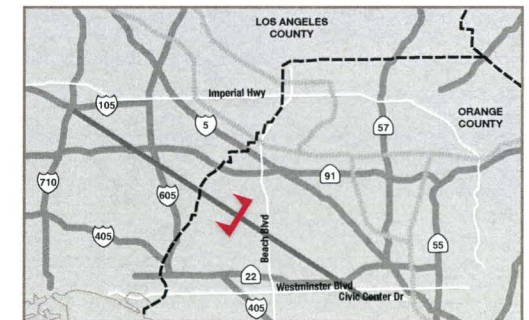 LOS ANGELES
COUNTY
Imperial Hwy
105
5
57
ORANGE
COUNTY
710
605
91
405
Beach Blvd
55
22
Westminster Blvd
Civic Center Dr
405